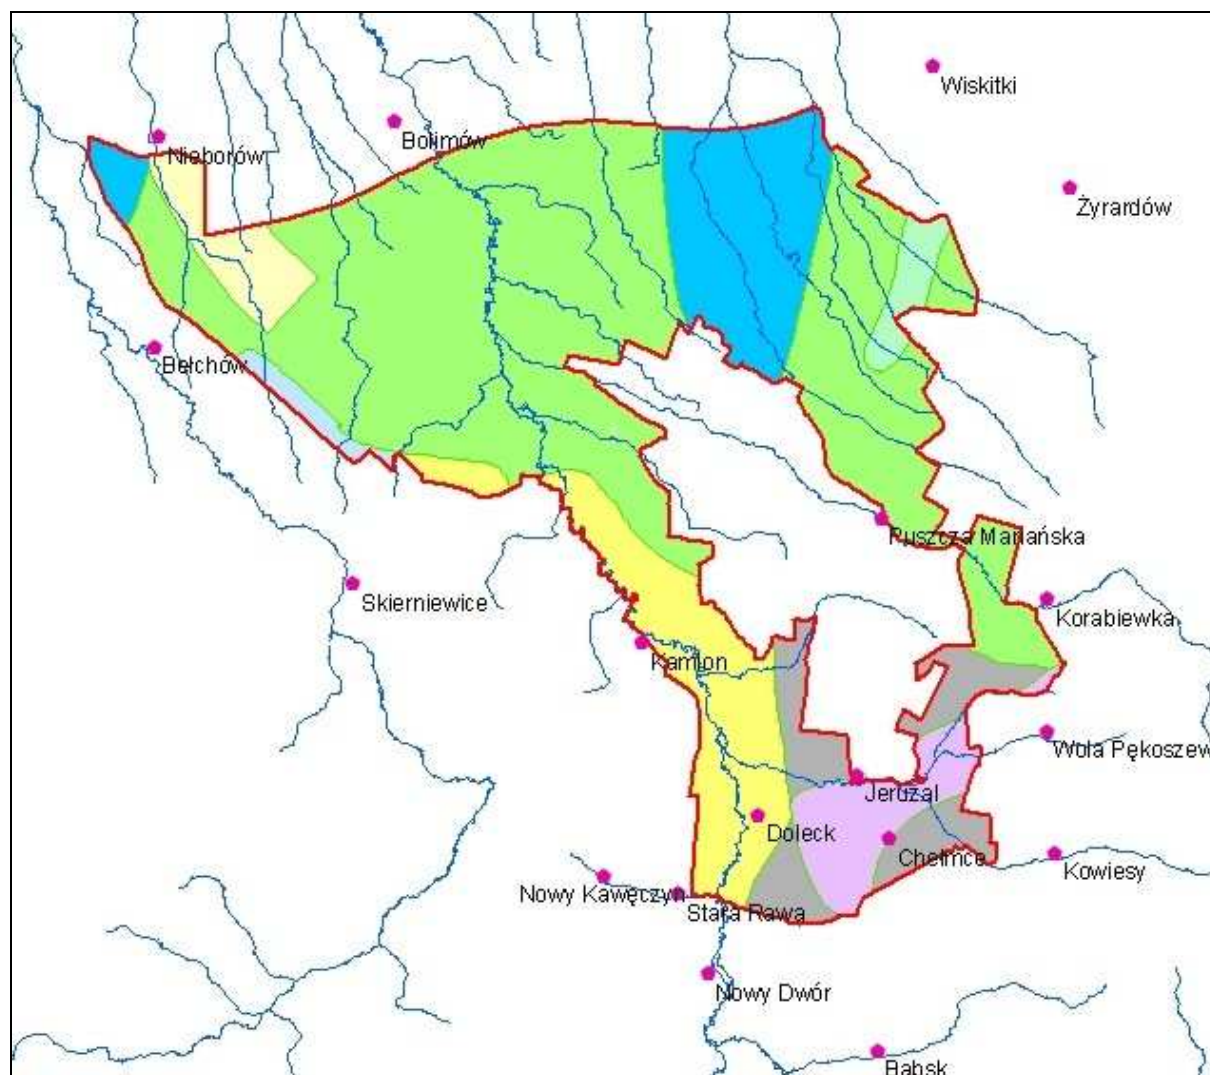 Wiskitki
Bolimów
Nieborów
Żyrardów
Bełchów
Puszcza Mariańska
Skierniewice
Korabiewka
Kamion
Wola Pękoszew
Jeruzal
Doleck
Chełmce
Kowiesy
Nowy Kawęczyn
Stara Rawa
Nowy Dwór
Babsk